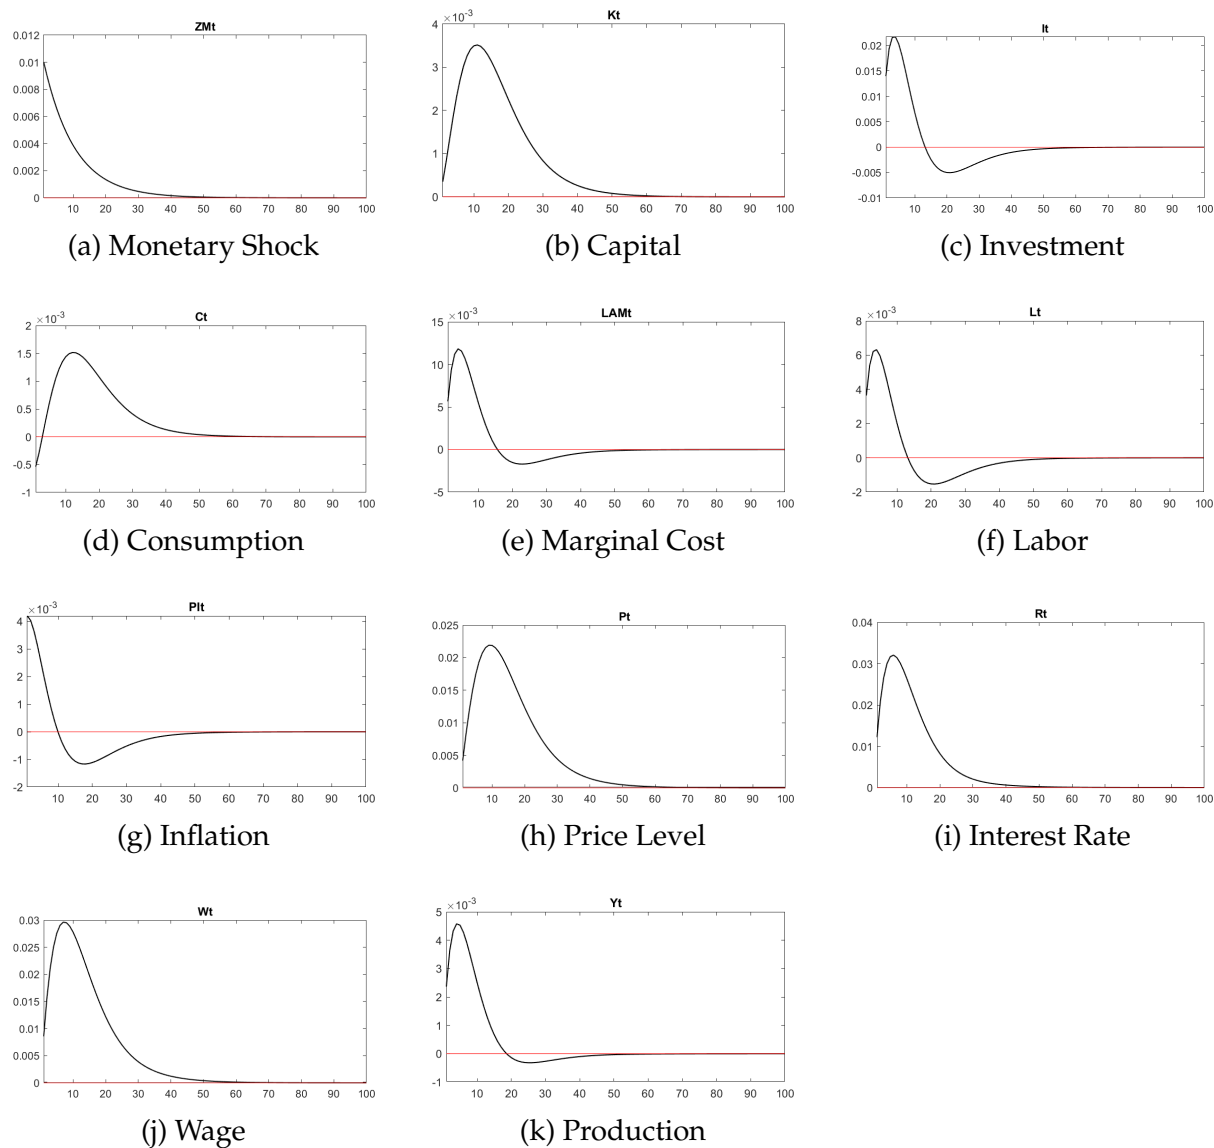 ZMt
0.012
0.01
0.008
0.006
0.004
0.002
0
10 20 30 40 50 60 70 80 90 100
(a) Monetary Shock
×10-3
Kt
4
3
2
1
0
10 20 30 40 50 60 70 80 90 100
(b) Capital
It
0.02
0.015
0.01
0.005
0
-0.005
-0.01
10 20 30 40 50 60 70 80 90 100
(c) Investment
×10-3
Ct
2
1.5
1
0.5
0
-0.5
-1
10 20 30 40 50 60 70 80 90 100
(d) Consumption
×10-3
LAMt
15
10
5
0
-5
10 20 30 40 50 60 70 80 90 100
(e) Marginal Cost
×10-3
Lt
8
6
4
2
0
-2
10 20 30 40 50 60 70 80 90 100
(f) Labor
×10-3
PIt
4
3
2
1
0
-1
-2
10 20 30 40 50 60 70 80 90 100
(g) Inflation
Pt
0.025
0.02
0.015
0.01
0.005
0
10 20 30 40 50 60 70 80 90 100
(h) Price Level
Rt
0.04
0.03
0.02
0.01
0
10 20 30 40 50 60 70 80 90 100
(i) Interest Rate
Wt
0.03
0.025
0.02
0.015
0.01
0.005
0
10 20 30 40 50 60 70 80 90 100
(j) Wage
×10-3
Yt
5
4
3
2
1
0
-1
10 20 30 40 50 60 70 80 90 100
(k) Production